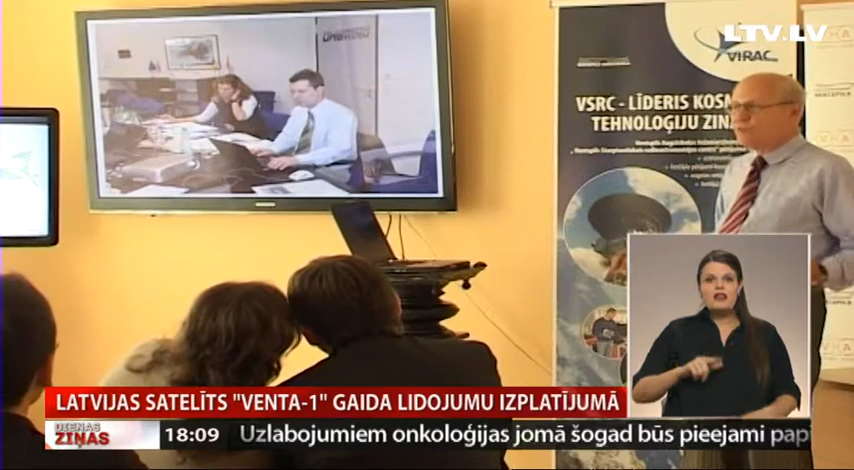 LTV.LV
VIRAC
VSRC - LĪDERIS KOSM
TEHNOLOĢIJU ZIN
LATVIJAS SATELĪTS "VENTA-1" GAIDA LIDOJUMU IZPLATĪJUMĀ
DIENAS
ZIŅAS
18:09
Uzlabojumiem onkoloģijas jomā šogad būs pieejami pap